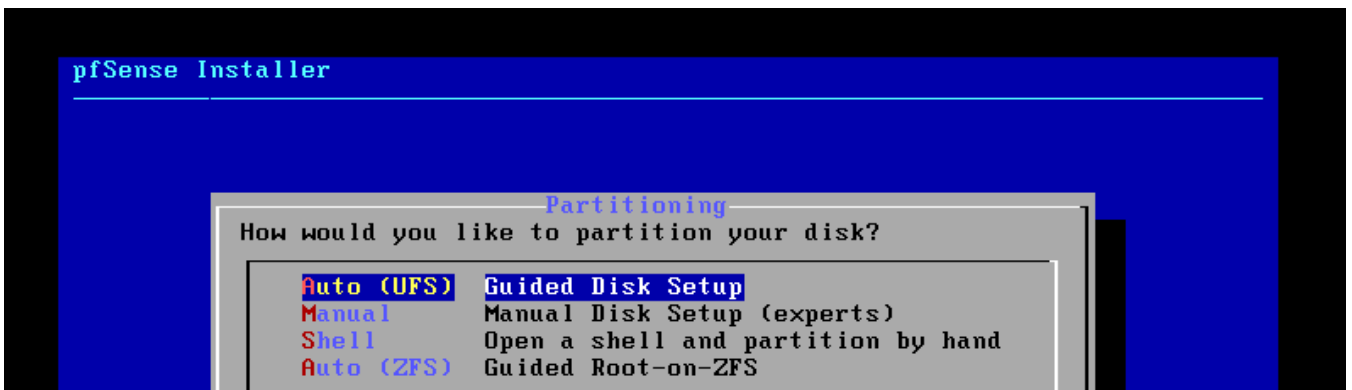 pfSense Installer
Partitioning
How would you like to partition your disk?
Auto (UFS) Guided Disk Setup
Manual Manual Disk Setup (experts)
Shell Open a shell and partition by hand
Auto (ZFS) Guided Root-on-ZFS